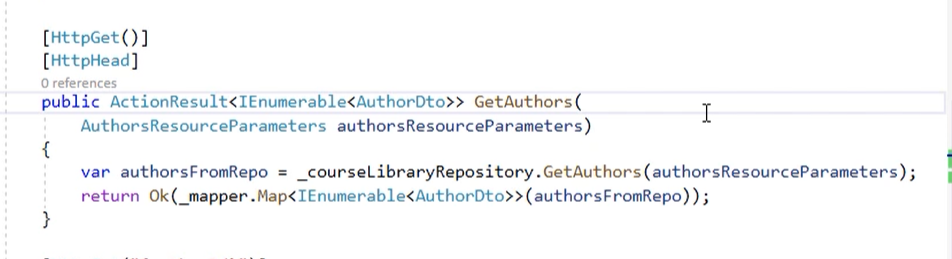 [HttpGet()]
[HttpHead]
0 references
public ActionResult<IEnumerable<AuthorDto>> GetAuthors(
AuthorsResourceParameters authorsResourceParameters)
{
var authorsFromRepo = _courseLibraryRepository.GetAuthors(authorsResourceParameters);
return Ok(_mapper.Map<IEnumerable<AuthorDto>>(authorsFromRepo));
}